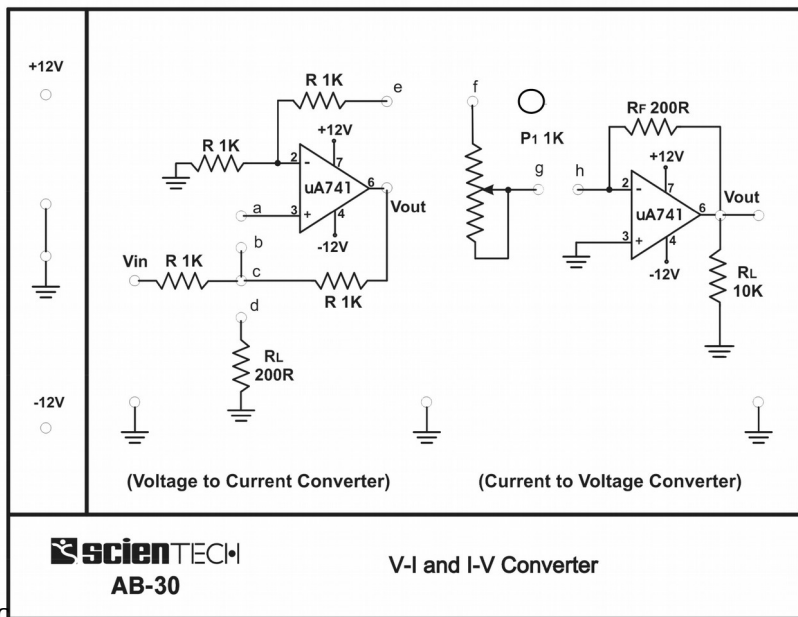 +12V
-12V
R 1K
e
R 1K
+12V
2
-
7
uA741
6
a
3
+
4
Vout
-12V
b
Vin
R 1K
c
R 1K
d
RL
200R
(Voltage to Current Converter)
f
P1 1K
g
h
RF 200R
+12V
2
-
7
uA741
6
Vout
3
+
4
-12V
RL
10K
(Current to Voltage Converter)
scienTECH
AB-30
V-I and I-V Converter